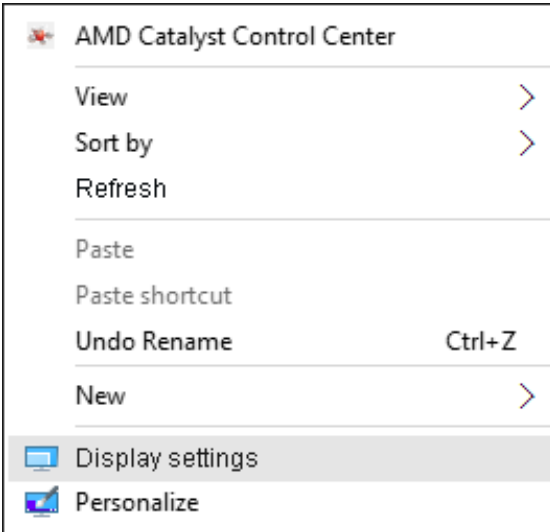 AMD Catalyst Control Center
View
Sort by
Refresh
Paste
Paste shortcut
Undo Rename Ctrl+Z
New
Display settings
Personalize